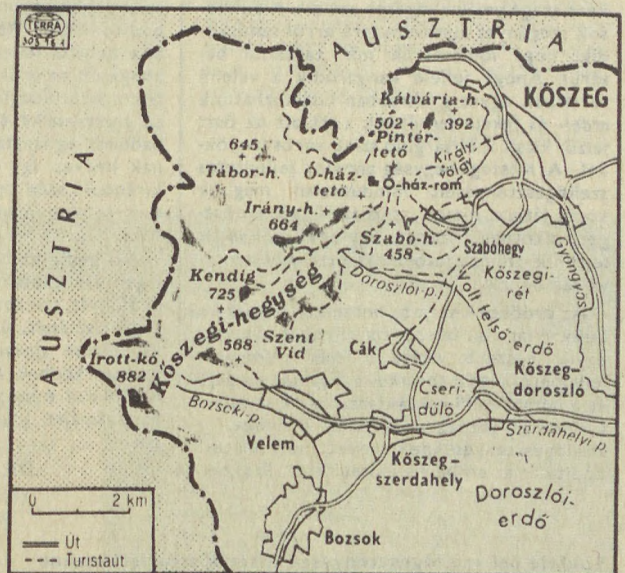 TERRA
AUSZTRIA
KŐSZEG
Kálvária-h.
502 392
Pintér-
tető
Király-
völgy
645
Tábor-h.
Ó-ház-
tető
Ó-ház-rom
Irány-h.
664
Szabó-h.
458
Szabóhegy
Gyöngyös
Kőszegi-
rét
Doroszlói-p.
Kendig
725
Kőszegi-hegység
Szent
Vid
568
felső erdő
AUSZTRIA
Írott-kő
882
Cák
Kőszeg-
doroszló
Cseri-
dűlő
Bozsoki p.
Szerdahelyi p.
Velem
Kőszeg-
szerdahely
Doroszlói-
erdő
Bozsok
0 2 km
Út
Turistaút